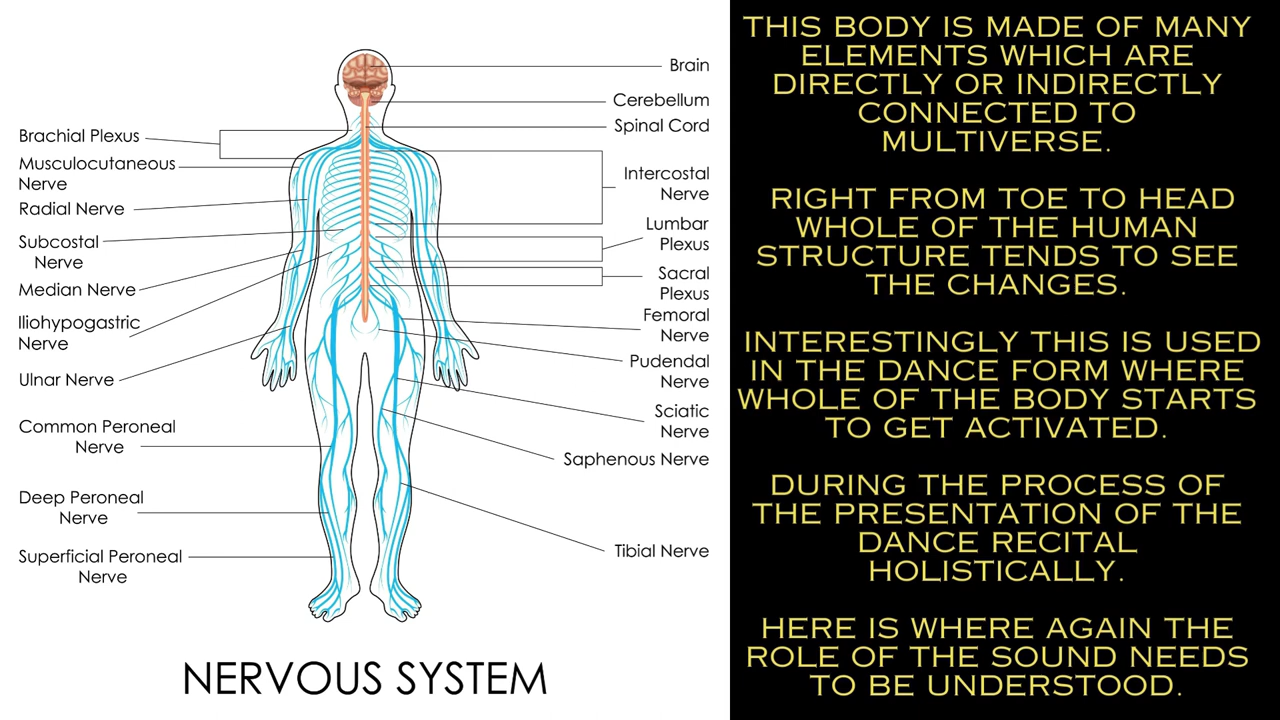 Brachial Plexus
Musculocutaneous
Nerve
Radial Nerve
Subcostal
Nerve
Median Nerve
Iliohypogastric
Nerve
Ulnar Nerve
Common Peroneal
Nerve
Deep Peroneal
Nerve
Superficial Peroneal
Nerve
Brain
Cerebellum
Spinal Cord
Intercostal
Nerve
Lumbar
Plexus
Sacral
Plexus
Femoral
Nerve
Pudendal
Nerve
Sciatic
Nerve
Saphenous Nerve
Tibial Nerve
NERVOUS SYSTEM
THIS BODY IS MADE OF MANY
ELEMENTS WHICH ARE
DIRECTLY OR INDIRECTLY
CONNECTED TO
MULTIVERSE.
RIGHT FROM TOE TO HEAD
WHOLE OF THE HUMAN
STRUCTURE TENDS TO SEE
THE CHANGES.
INTERESTINGLY THIS IS USED
IN THE DANCE FORM WHERE
WHOLE OF THE BODY STARTS
TO GET ACTIVATED.
DURING THE PROCESS OF
THE PRESENTATION OF THE
DANCE RECITAL
HOLISTICALLY.
HERE IS WHERE AGAIN THE
ROLE OF THE SOUND NEEDS
TO BE UNDERSTOOD.